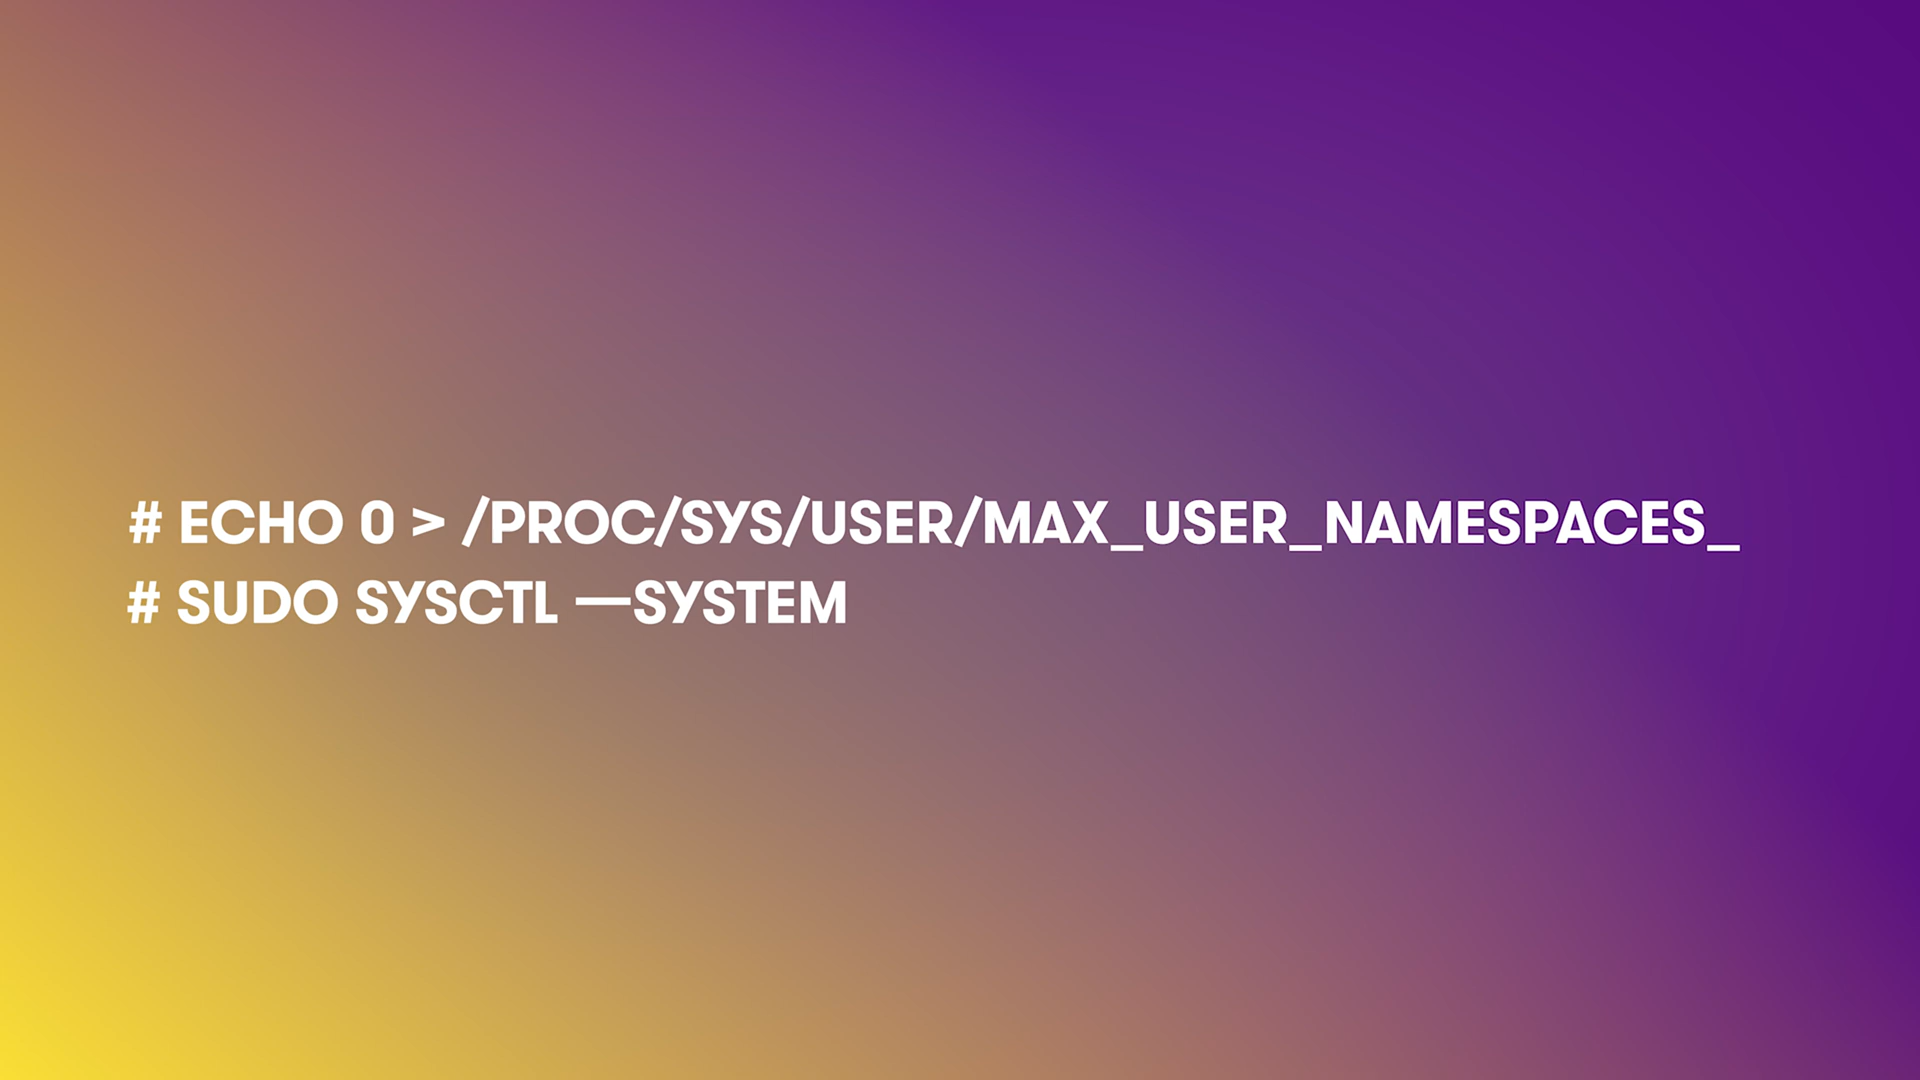 # ECHO 0 > /PROC/SYS/USER/MAX_USER_NAMESPACES_
# SUDO SYSCTL —SYSTEM